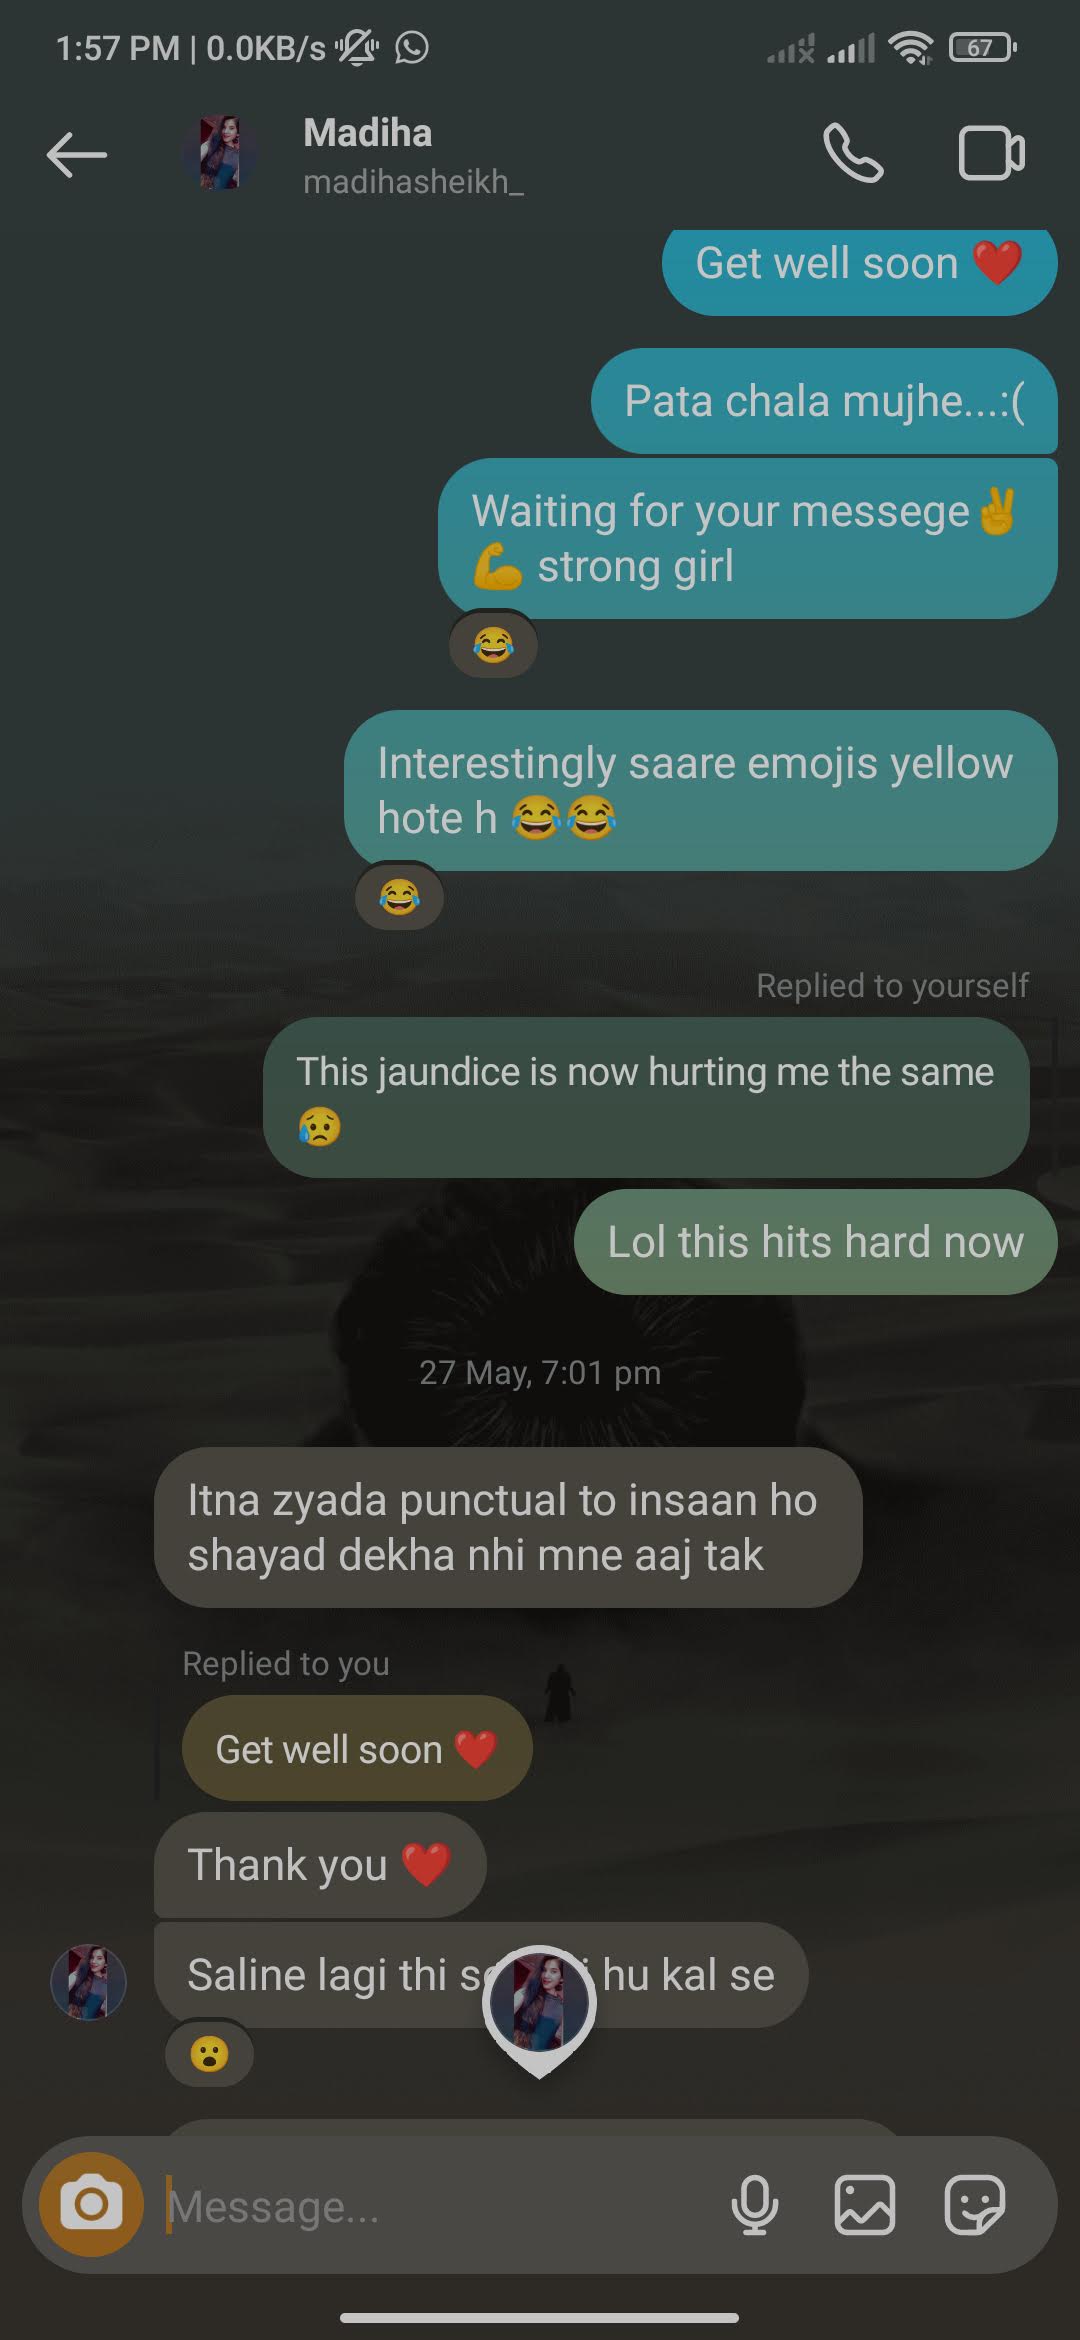 1:57 PM | 0.0KB/s
67
Madiha
madihasheikh_
Get well soon ❤️
Pata chala mujhe...:(
Waiting for your messege✌️
💪 strong girl
😂
Interestingly saare emojis yellow
hote h 😂😂
😂
Replied to yourself
This jaundice is now hurting me the same
😥
Lol this hits hard now
27 May, 7:01 pm
Itna zyada punctual to insaan ho
shayad dekha nhi mne aaj tak
Replied to you
Get well soon ❤️
Thank you ❤️
Saline lagi thi hu kal se
😮
Message...